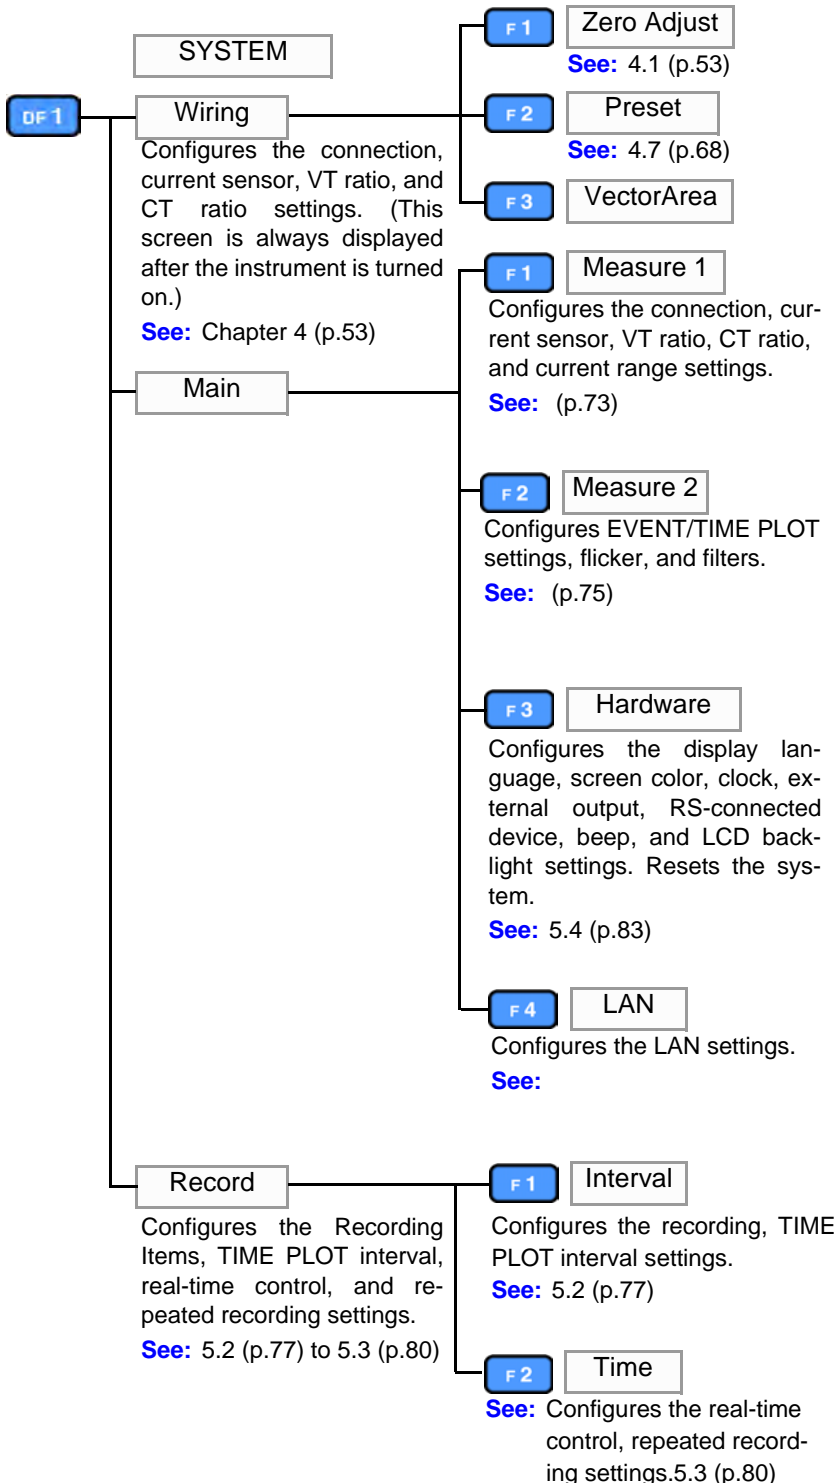 SYSTEM
DF 1
Wiring
Configures the connection,
current sensor, VT ratio, and
CT ratio settings. (This
screen is always displayed
after the instrument is turned
on.)
See: Chapter 4 (p.53)
F 1
Zero Adjust
See: 4.1 (p.53)
F 2
Preset
See: 4.7 (p.68)
F 3
VectorArea
Main
F 1
Measure 1
Configures the connection, cur-
rent sensor, VT ratio, CT ratio,
and current range settings.
See: (p.73)
F 2
Measure 2
Configures EVENT/TIME PLOT
settings, flicker, and filters.
See: (p.75)
F 3
Hardware
Configures the display lan-
guage, screen color, clock, ex-
ternal output, RS-connected
device, beep, and LCD back-
light settings. Resets the sys-
tem.
See: 5.4 (p.83)
F 4
LAN
Configures the LAN settings.
See:
Record
Configures the Recording
Items, TIME PLOT interval,
real-time control, and re-
peated recording settings.
See: 5.2 (p.77) to 5.3 (p.80)
F 1
Interval
Configures the recording, TIME
PLOT interval settings.
See: 5.2 (p.77)
F 2
Time
See: Configures the real-time
control, repeated record-
ing settings.5.3 (p.80)